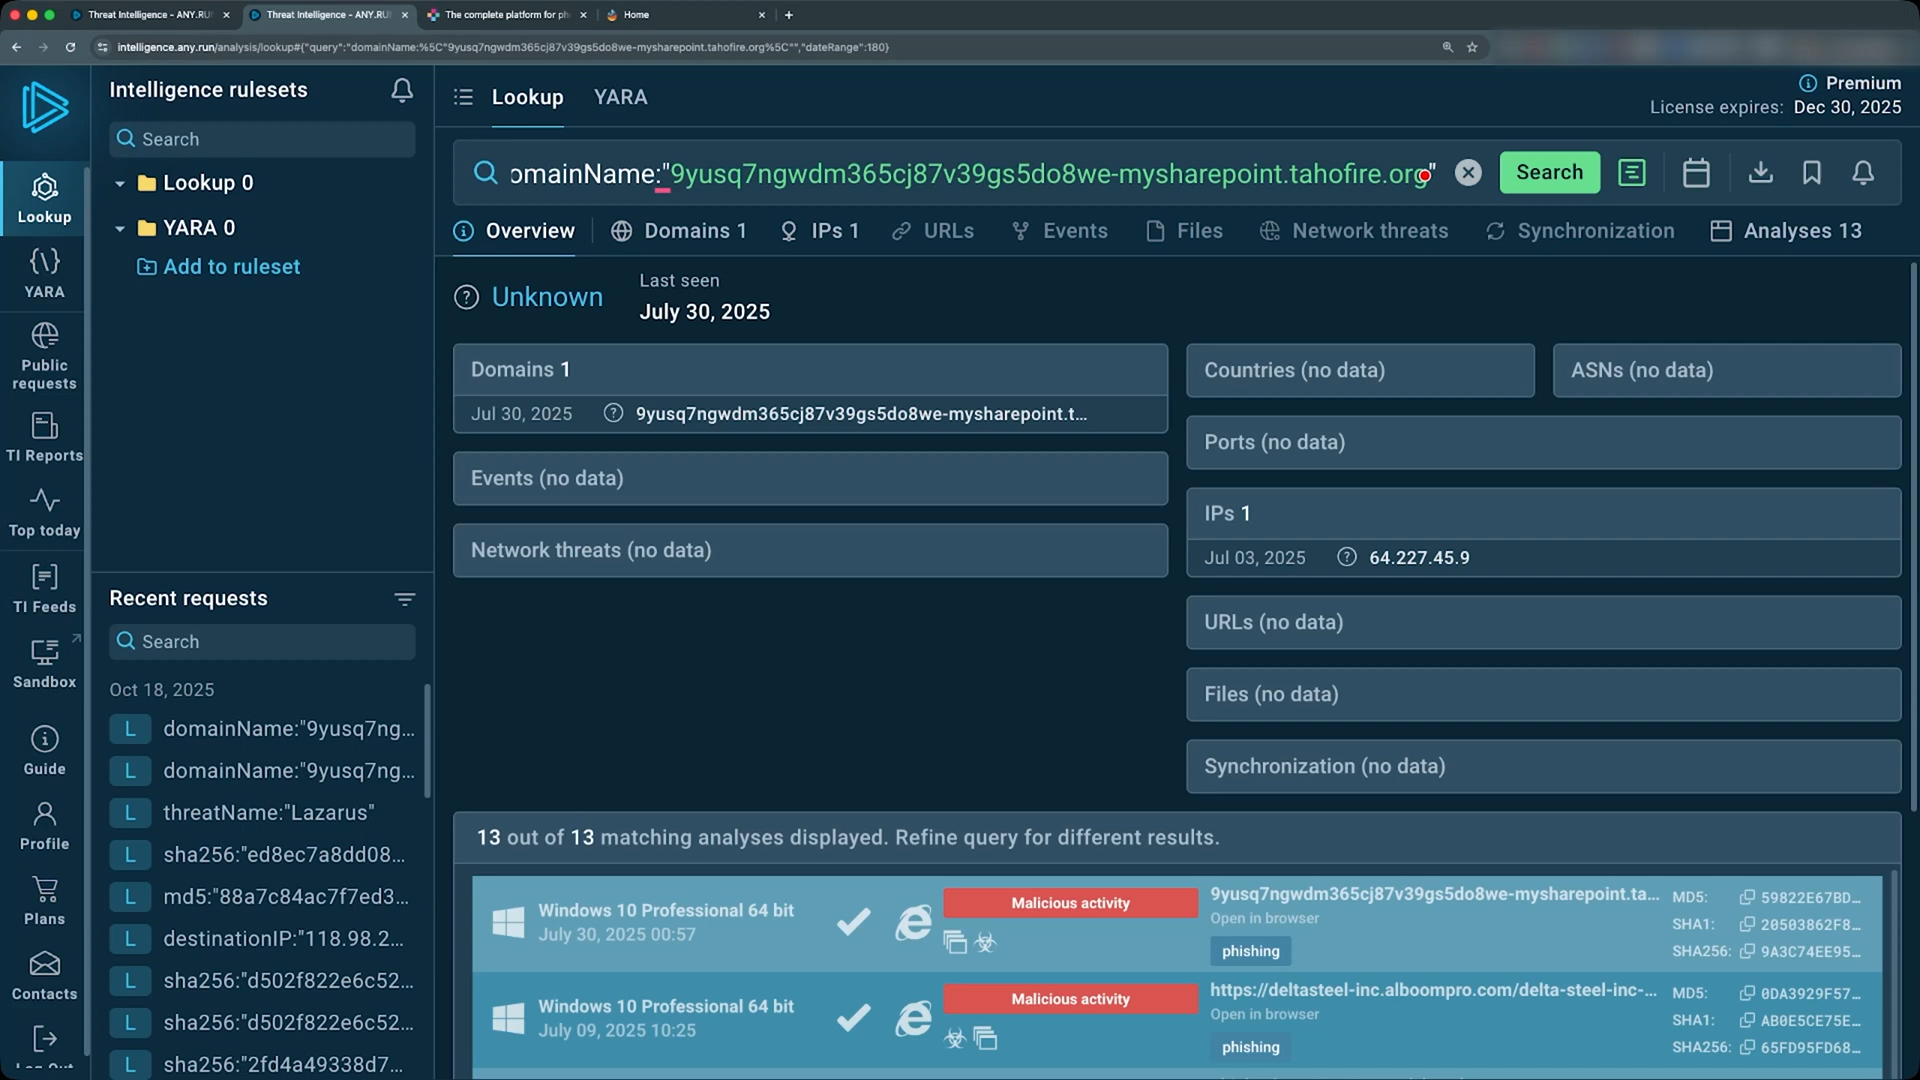 Threat Intelligence - ANY.RU
Threat Intelligence - ANY.RU
The complete platform for ph
Home
intelligence.any.run/analysis/lookup#{"query":"domainName:%5C"9yusq7ngwdm365cj87v39gs5do8we-mysharepoint.tahofire.org%5C"","dateRange":180}
Intelligence rulesets
Search
Lookup 0
YARA 0
Add to ruleset
Lookup
YARA
Public
requests
TI Reports
Top today
TI Feeds
Sandbox
Guide
Profile
Plans
Contacts
Log Out
Recent requests
Search
Oct 18, 2025
L domainName:"9yusq7ng...
L domainName:"9yusq7ng...
L threatName:"Lazarus"
L sha256:"ed8ec7a8dd08...
L md5:"88a7c84ac7f7ed3...
L destinationIP:"118.98.2...
L sha256:"d502f822e6c52...
L sha256:"d502f822e6c52...
L sha256:"2fd4a49338d7...
Lookup YARA
Premium
License expires: Dec 30, 2025
omainName:"9yusq7ngwdm365cj87v39gs5do8we-mysharepoint.tahofire.org"
Search
Overview Domains 1 IPs 1 URLs Events Files Network threats Synchronization Analyses 13
Unknown
Last seen
July 30, 2025
Domains 1
Jul 30, 2025 9yusq7ngwdm365cj87v39gs5do8we-mysharepoint.t...
Events (no data)
Network threats (no data)
Countries (no data)
ASNs (no data)
Ports (no data)
IPs 1
Jul 03, 2025 64.227.45.9
URLs (no data)
Files (no data)
Synchronization (no data)
13 out of 13 matching analyses displayed. Refine query for different results.
Windows 10 Professional 64 bit
July 30, 2025 00:57
Malicious activity
9yusq7ngwdm365cj87v39gs5do8we-mysharepoint.ta...
Open in browser
phishing
MD5: 59822E67BD...
SHA1: 20503862F8...
SHA256: 9A3C74EE95...
Windows 10 Professional 64 bit
July 09, 2025 10:25
Malicious activity
https://deltasteel-inc.alboompro.com/delta-steel-inc-...
Open in browser
phishing
MD5: 0DA3929F57...
SHA1: AB0E5CE75E...
SHA256: 65FD95FD68...